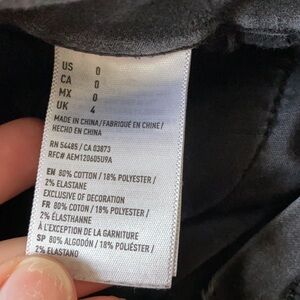 US 0
CA 0
MX 0
UK 4
MADE IN CHINA/FABRIQUÉ EN CHINE/
HECHO EN CHINA
RN 54485/ CA 03873
RFC# AEM120605U9A
EN 80% COTTON / 18% POLYESTER /
2% ELASTANE
EXCLUSIVE OF DECORATION
FR 80% COTON / 18% POLYESTER /
2% ÉLASTHANNE
À L'EXCEPTION DE LA GARNITURE
SP 80% ALGODÓN / 18% POLIÉSTER /
2% ELASTANO